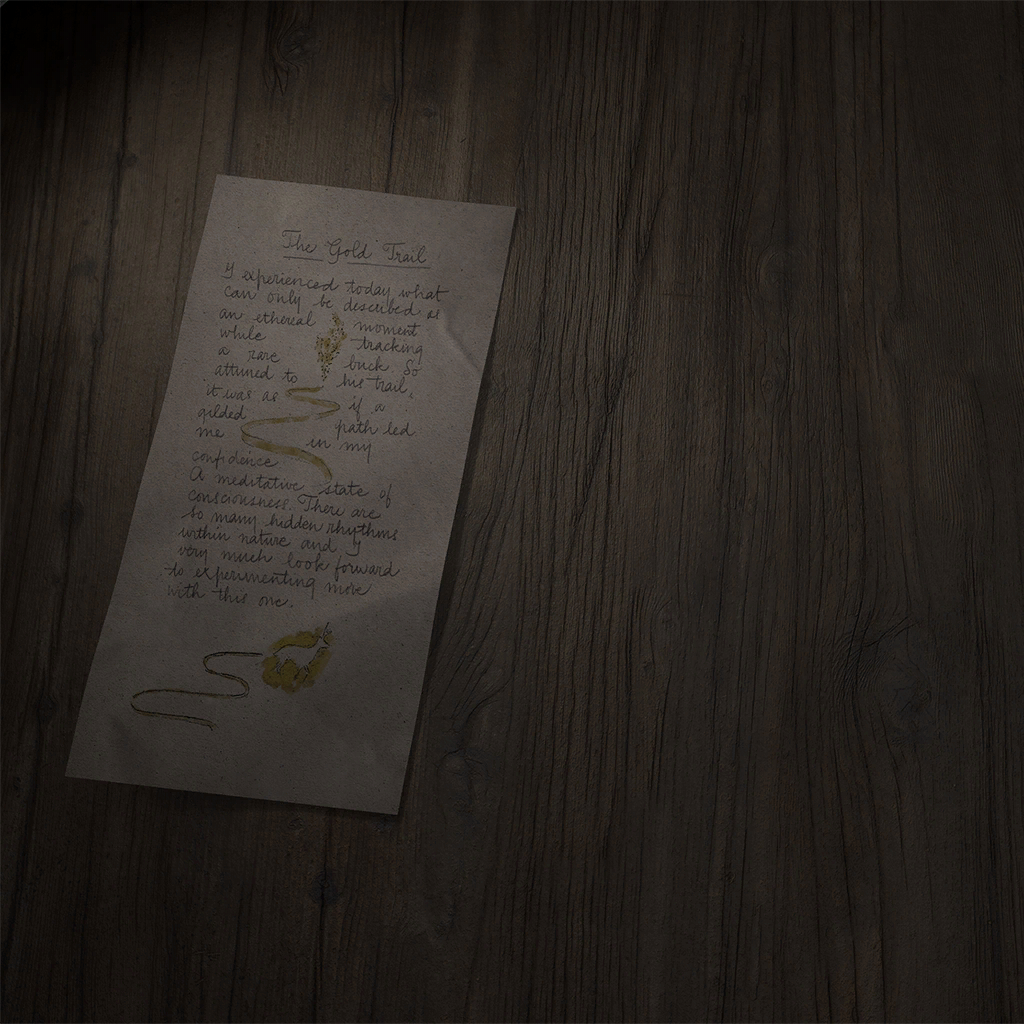 The Gold Trail
I experienced today what
can only be described as
an ethereal moment
while tracking
a rare buck. So
attuned to his trail,
it was as if a
gilded path led
me in my
confidence.
A meditative state of
consciousness. There are
so many hidden rhythms
within nature and I
very much look forward
to experimenting more
with this one.